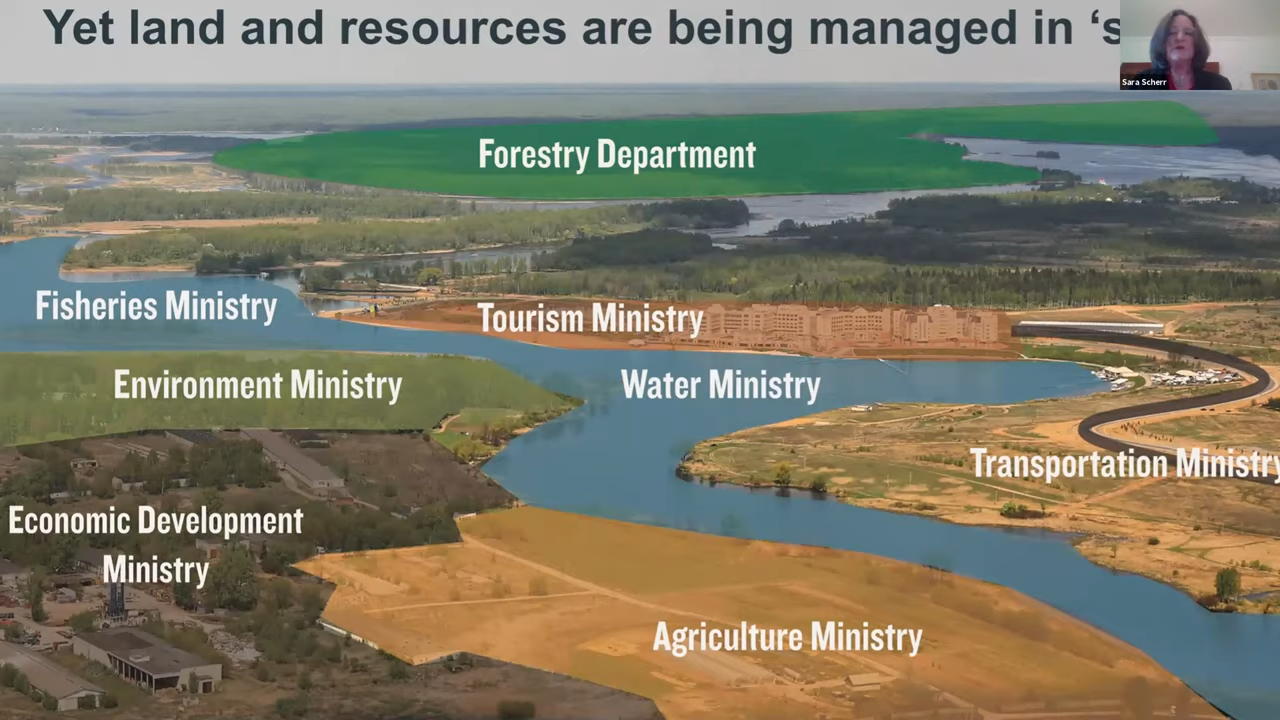 Yet land and resources are being managed in ‘s
Sara Scherr
Forestry Department
Fisheries Ministry
Tourism Ministry
Environment Ministry
Water Ministry
Transportation Ministry
Economic Development
Ministry
Agriculture Ministry